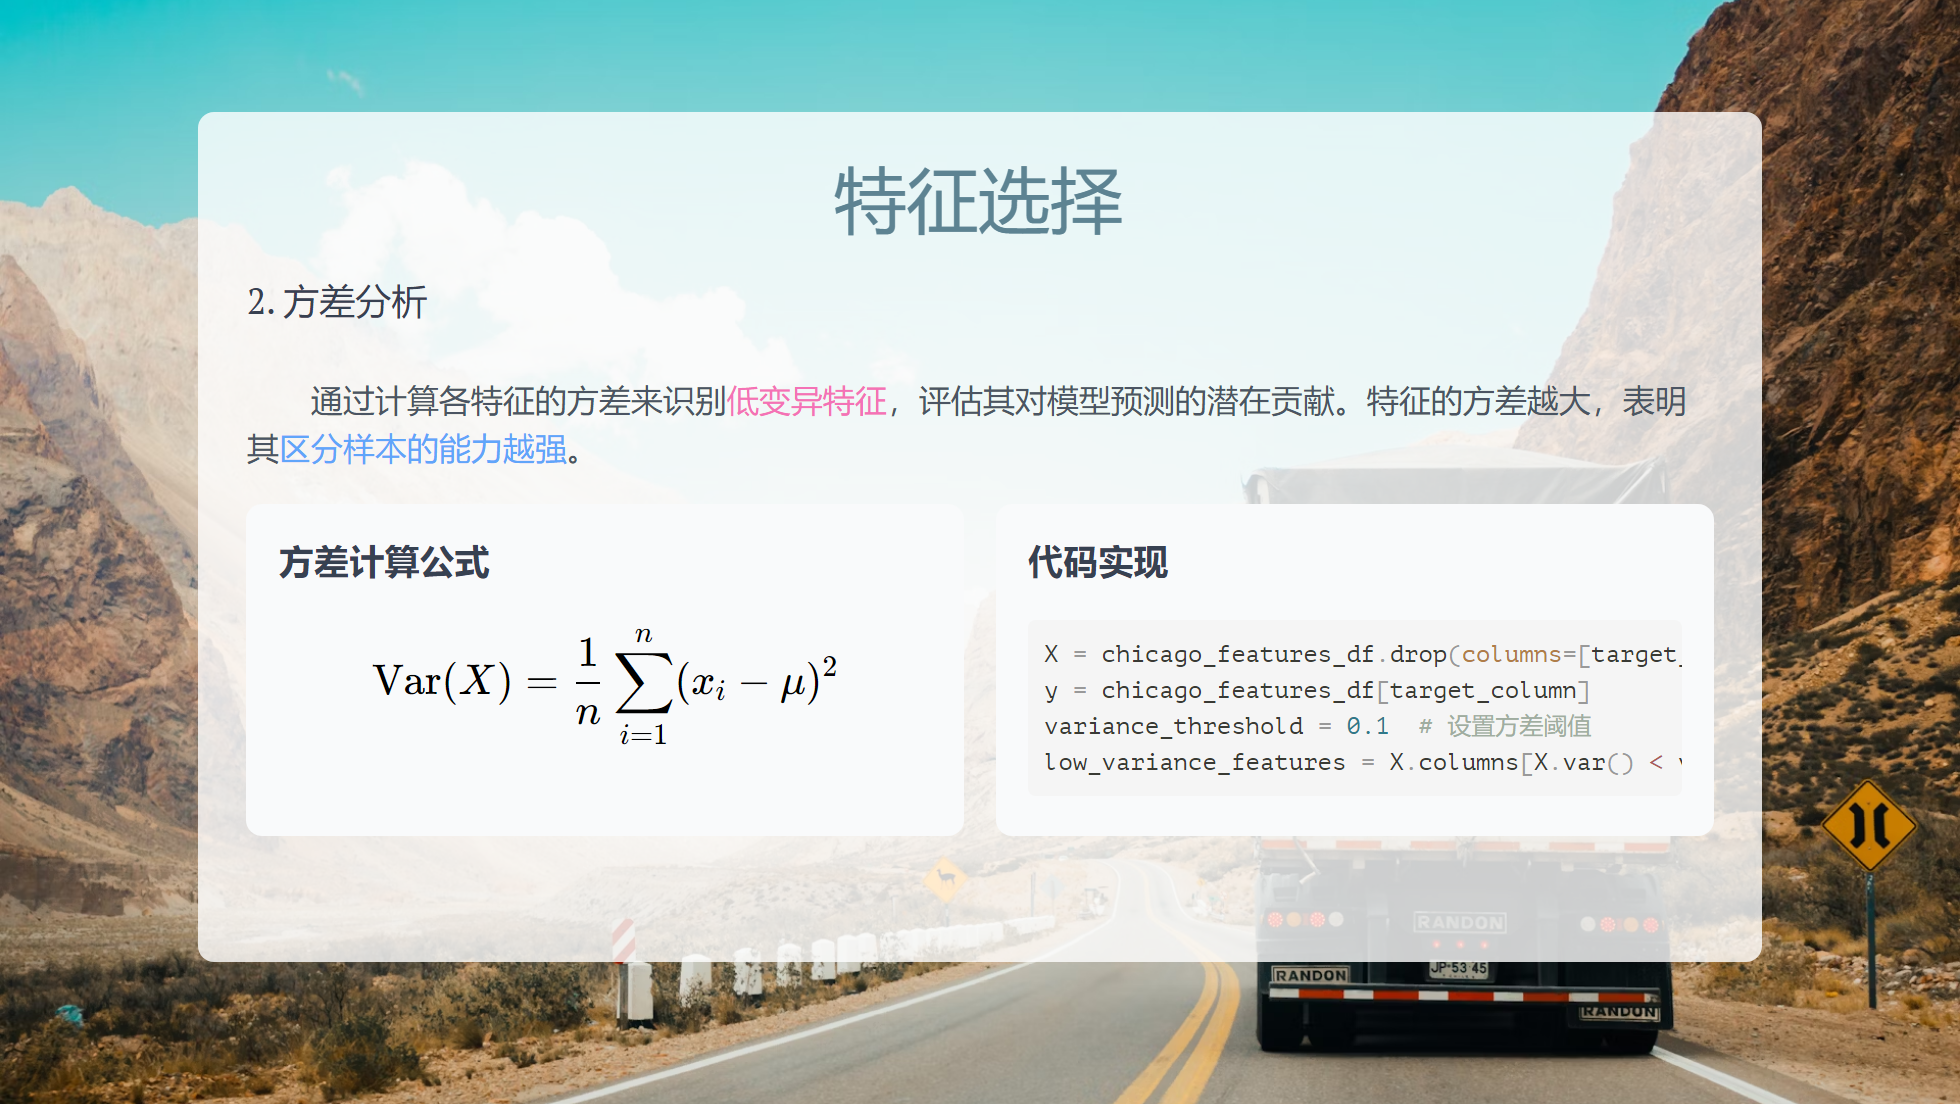 特征选择
2. 方差分析
通过计算各特征的方差来识别低变异特征，评估其对模型预测的潜在贡献。特征的方差越大，表明
其区分样本的能力越强。
方差计算公式
Var(X) = \frac{1}{n} \sum_{i=1}^{n} (x_i − μ)^2
代码实现
X = chicago_features_df.drop(columns=[target_
y = chicago_features_df[target_column]
variance_threshold = 0.1  # 设置方差阈值
low_variance_features = X.columns[X.var() <
RANDON
RANDON
JP·53 45
RANDON